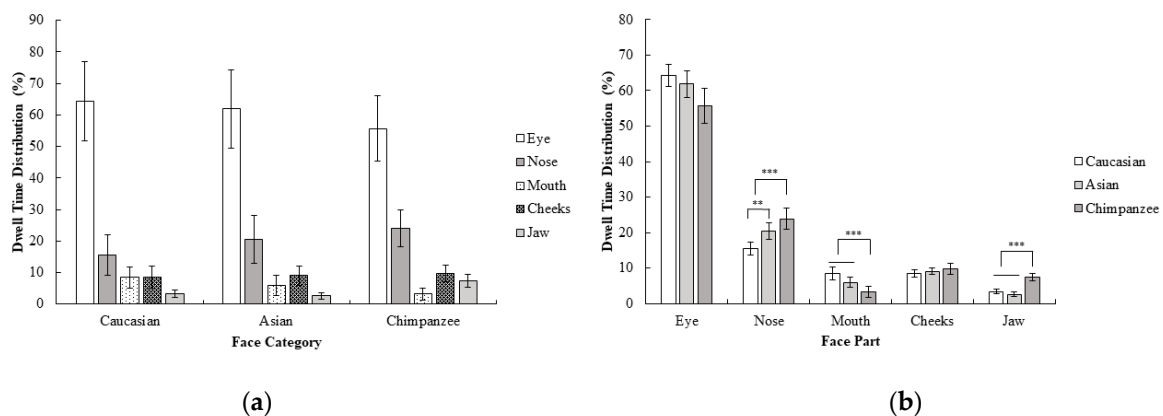 90
80
70
60
50
40
30
20
10
0
Dwell Time Distribution (%)
Caucasian Asian Chimpanzee
Face Category
Eye
Nose
Mouth
Cheeks
Jaw
(a)
80
70
60
50
40
30
20
10
0
Dwell Time Distribution (%)
***
**
***
***
Eye Nose Mouth Cheeks Jaw
Face Part
Caucasian
Asian
Chimpanzee
(b)